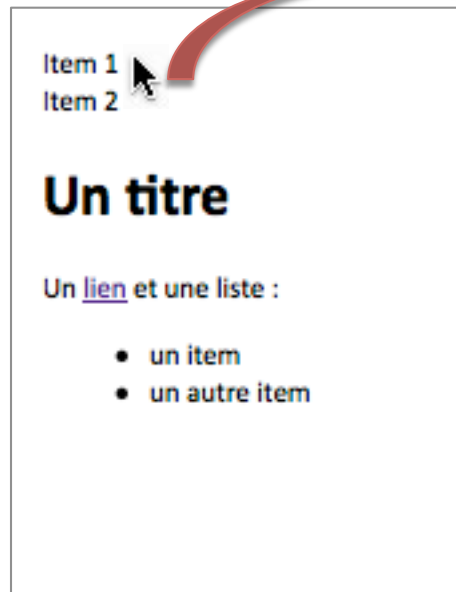 Item 1
Item 2
Un titre
Un lien et une liste :
• un item
• un autre item